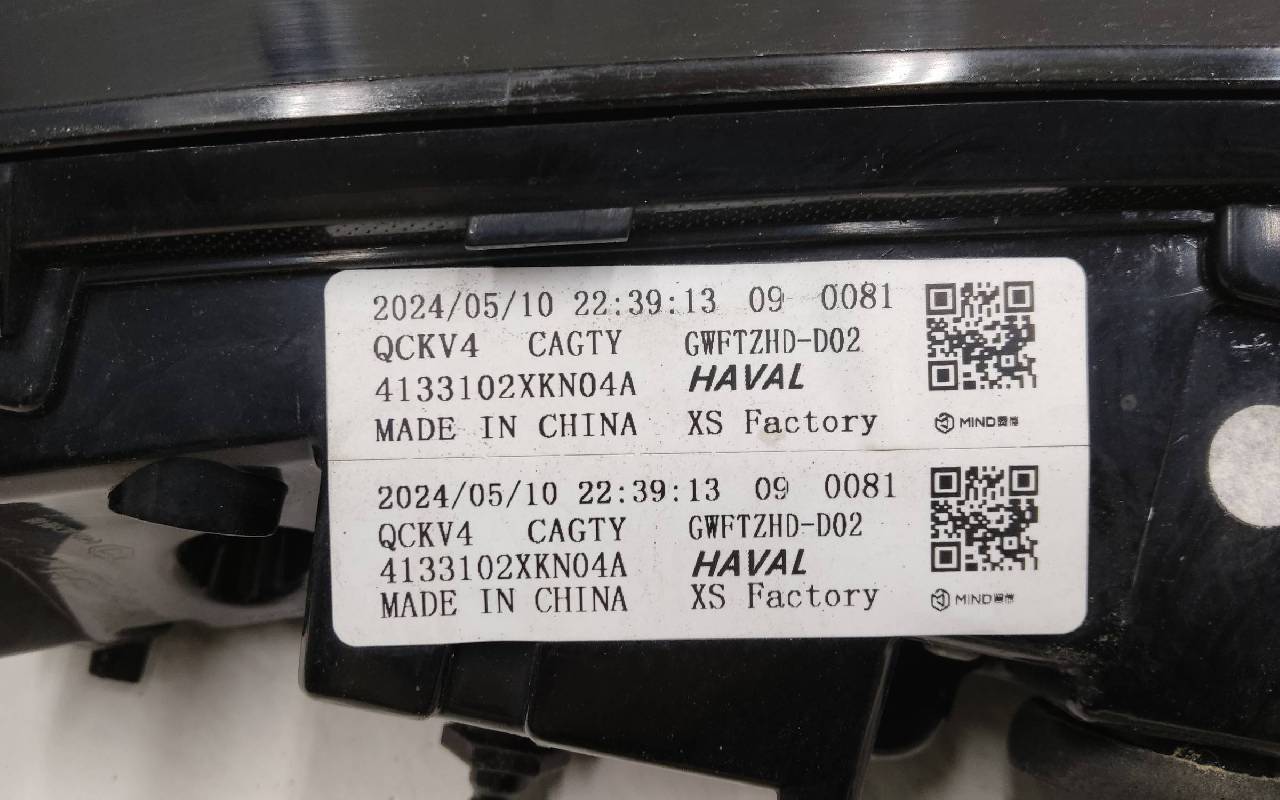 2024/05/10 22:39:13 09 0081
QCKV4 CAGTY GWFTZHD-D02
4133102XKN04A HAVAL
MADE IN CHINA XS Factory
MIND
2024/05/10 22:39:13 09 0081
QCKV4 CAGTY GWFTZHD-D02
4133102XKN04A HAVAL
MADE IN CHINA XS Factory
MIND